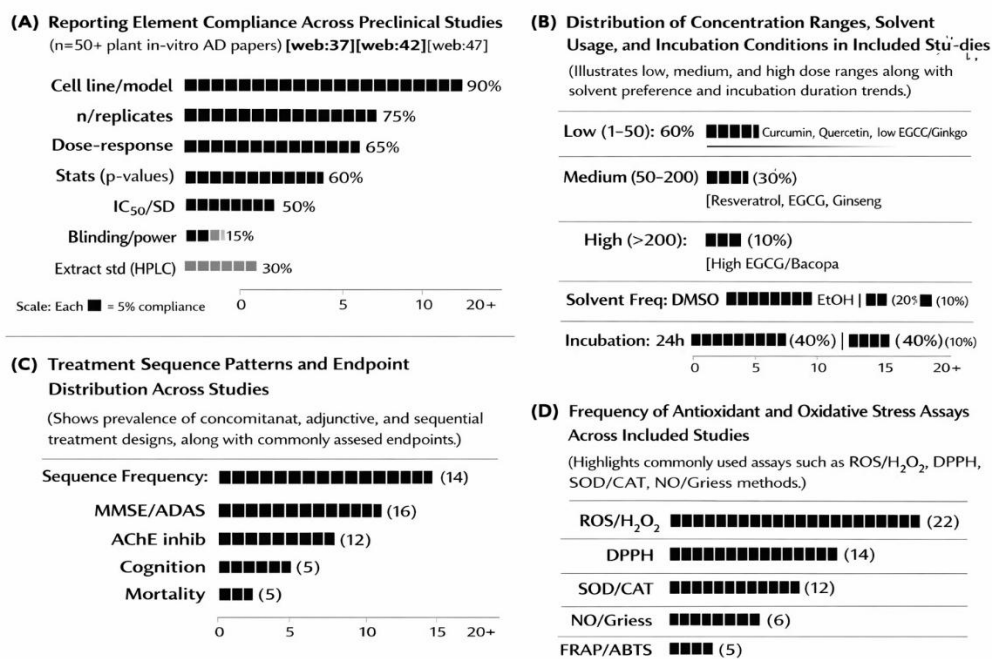 (A) Reporting Element Compliance Across Preclinical Studies
(n=50+ plant in-vitro AD papers) [web:37][web:42][web:47]
Cell line/model 90%
n/replicates 75%
Dose-response 65%
Stats (p-values) 60%
IC₅₀/SD 50%
Blinding/power 15%
Extract std (HPLC) 30%
0 5 10 20+
Scale: Each ■ = 5% compliance
(B) Distribution of Concentration Ranges, Solvent
Usage, and Incubation Conditions in Included Stu-dies
(Illustrates low, medium, and high dose ranges along with
solvent preference and incubation duration trends.)
Low (1–50): 60% Curcumin, Quercetin, low EGCC/Ginkgo
Medium (50–200) (30%)
[Resveratrol, EGCG, Ginseng
High (>200): (10%)
[High EGCG/Bacopa
Solvent Freq: DMSO EtOH | (20% (10%)
Incubation: 24h (40%) | (40%) (10%)
0 5 10 15 20+
(C) Treatment Sequence Patterns and Endpoint
Distribution Across Studies
(Shows prevalence of concomitanat, adjunctive, and sequential
treatment designs, along with commonly assesed endpoints.)
Sequence Frequency: (14)
MMSE/ADAS (16)
AChE inhib (12)
Cognition (5)
Mortality (5)
0 5 10 15 20+
(D) Frequency of Antioxidant and Oxidative Stress Assays
Across Included Studies
(Highlights commonly used assays such as ROS/H₂O₂, DPPH,
SOD/CAT, NO/Griess methods.)
ROS/H₂O₂ (22)
DPPH (14)
SOD/CAT (12)
NO/Griess (6)
FRAP/ABTS (5)